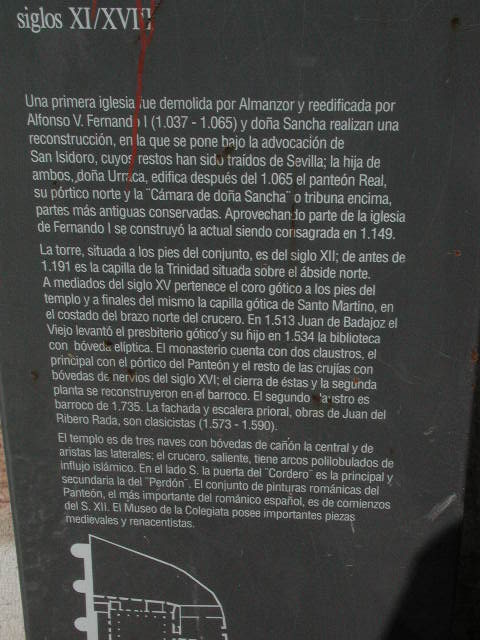 siglos XI/XVIII
Una primera iglesia fue demolida por Almanzor y reedificada por
Alfonso V. Fernando I (1.037 - 1.065) y doña Sancha realizan una
reconstrucción, en la que se pone bajo la advocación de
San Isidoro, cuyos restos han sido traídos de Sevilla; la hija de
ambos, doña Urraca, edifica después del 1.065 el panteón Real,
su pórtico norte y la ¨Cámara de doña Sancha¨ o tribuna encima,
partes más antiguas conservadas. Aprovechando parte de la iglesia
de Fernando I se construyó la actual siendo consagrada en 1.149.
La torre, situada a los pies del conjunto, es del siglo XII; de antes de
1.191 es la capilla de la Trinidad situada sobre el ábside norte.
A mediados del siglo XV pertenece el coro gótico a los pies del
templo y a finales del mismo la capilla gótica de Santo Martino, en
el costado del brazo norte del crucero. En 1.513 Juan de Badajoz el
Viejo levantó el presbiterio gótico y su hijo en 1.534 la biblioteca
con bóveda elíptica. El monasterio cuenta con dos claustros, el
principal con el pórtico del Panteón y el resto de las crujías con
bóvedas de nervios del siglo XVI; el cierra de éstas y la segunda
planta se reconstruyeron en el barroco. El segundo claustro es
barroco de 1.735. La fachada y escalera prioral, obras de Juan del
Ribero Rada, son clasicistas (1.573 - 1.590).
El templo es de tres naves con bóvedas de cañón la central y de
aristas las laterales; el crucero, saliente, tiene arcos polilobulados de
influjo islámico. En el lado S. la puerta del ¨Cordero¨ es la principal y
secundaria la del ¨Perdón¨. El conjunto de pinturas románicas del
Panteón, el más importante del románico español, es de comienzos
del S. XII. El Museo de la Colegiata posee importantes piezas
medievales y renacentistas.